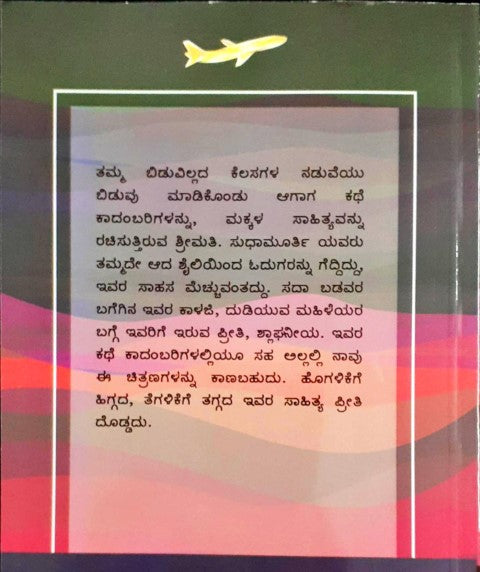 ತಮ್ಮ ಬಿಡುವಿಲ್ಲದ ಕೆಲಸಗಳ ನಡುವೆಯು
ಬಿಡುವು ಮಾಡಿಕೊಂಡು ಆಗಾಗ ಕಥೆ
ಕಾದಂಬರಿಗಳನ್ನು, ಮಕ್ಕಳ ಸಾಹಿತ್ಯವನ್ನು
ರಚಿಸುತ್ತಿರುವ ಶ್ರೀಮತಿ. ಸುಧಾಮೂರ್ತಿ ಯವರು
ತಮ್ಮದೇ ಆದ ಶೈಲಿಯಿಂದ ಓದುಗರನ್ನು ಗೆದ್ದಿದ್ದು,
ಇವರ ಸಾಹಸ ಮೆಚ್ಚುವಂತದ್ದು. ಸದಾ ಬಡವರ
ಬಗೆಗಿನ ಇವರ ಕಾಳಜಿ, ದುಡಿಯುವ ಮಹಿಳೆಯರ
ಬಗ್ಗೆ ಇವರಿಗೆ ಇರುವ ಪ್ರೀತಿ, ಶ್ಲಾಘನೀಯ. ಇವರ
ಕಥೆ ಕಾದಂಬರಿಗಳಲ್ಲಿಯೂ ಸಹ ಅಲ್ಲಲ್ಲಿ ನಾವು
ಈ ಚಿತ್ರಣಗಳನ್ನು ಕಾಣಬಹುದು. ಹೊಗಳಿಕೆಗೆ
ಹಿಗ್ಗದ, ತೆಗಳಿಕೆಗೆ ತಗ್ಗದ ಇವರ ಸಾಹಿತ್ಯ ಪ್ರೀತಿ
ದೊಡ್ಡದು.